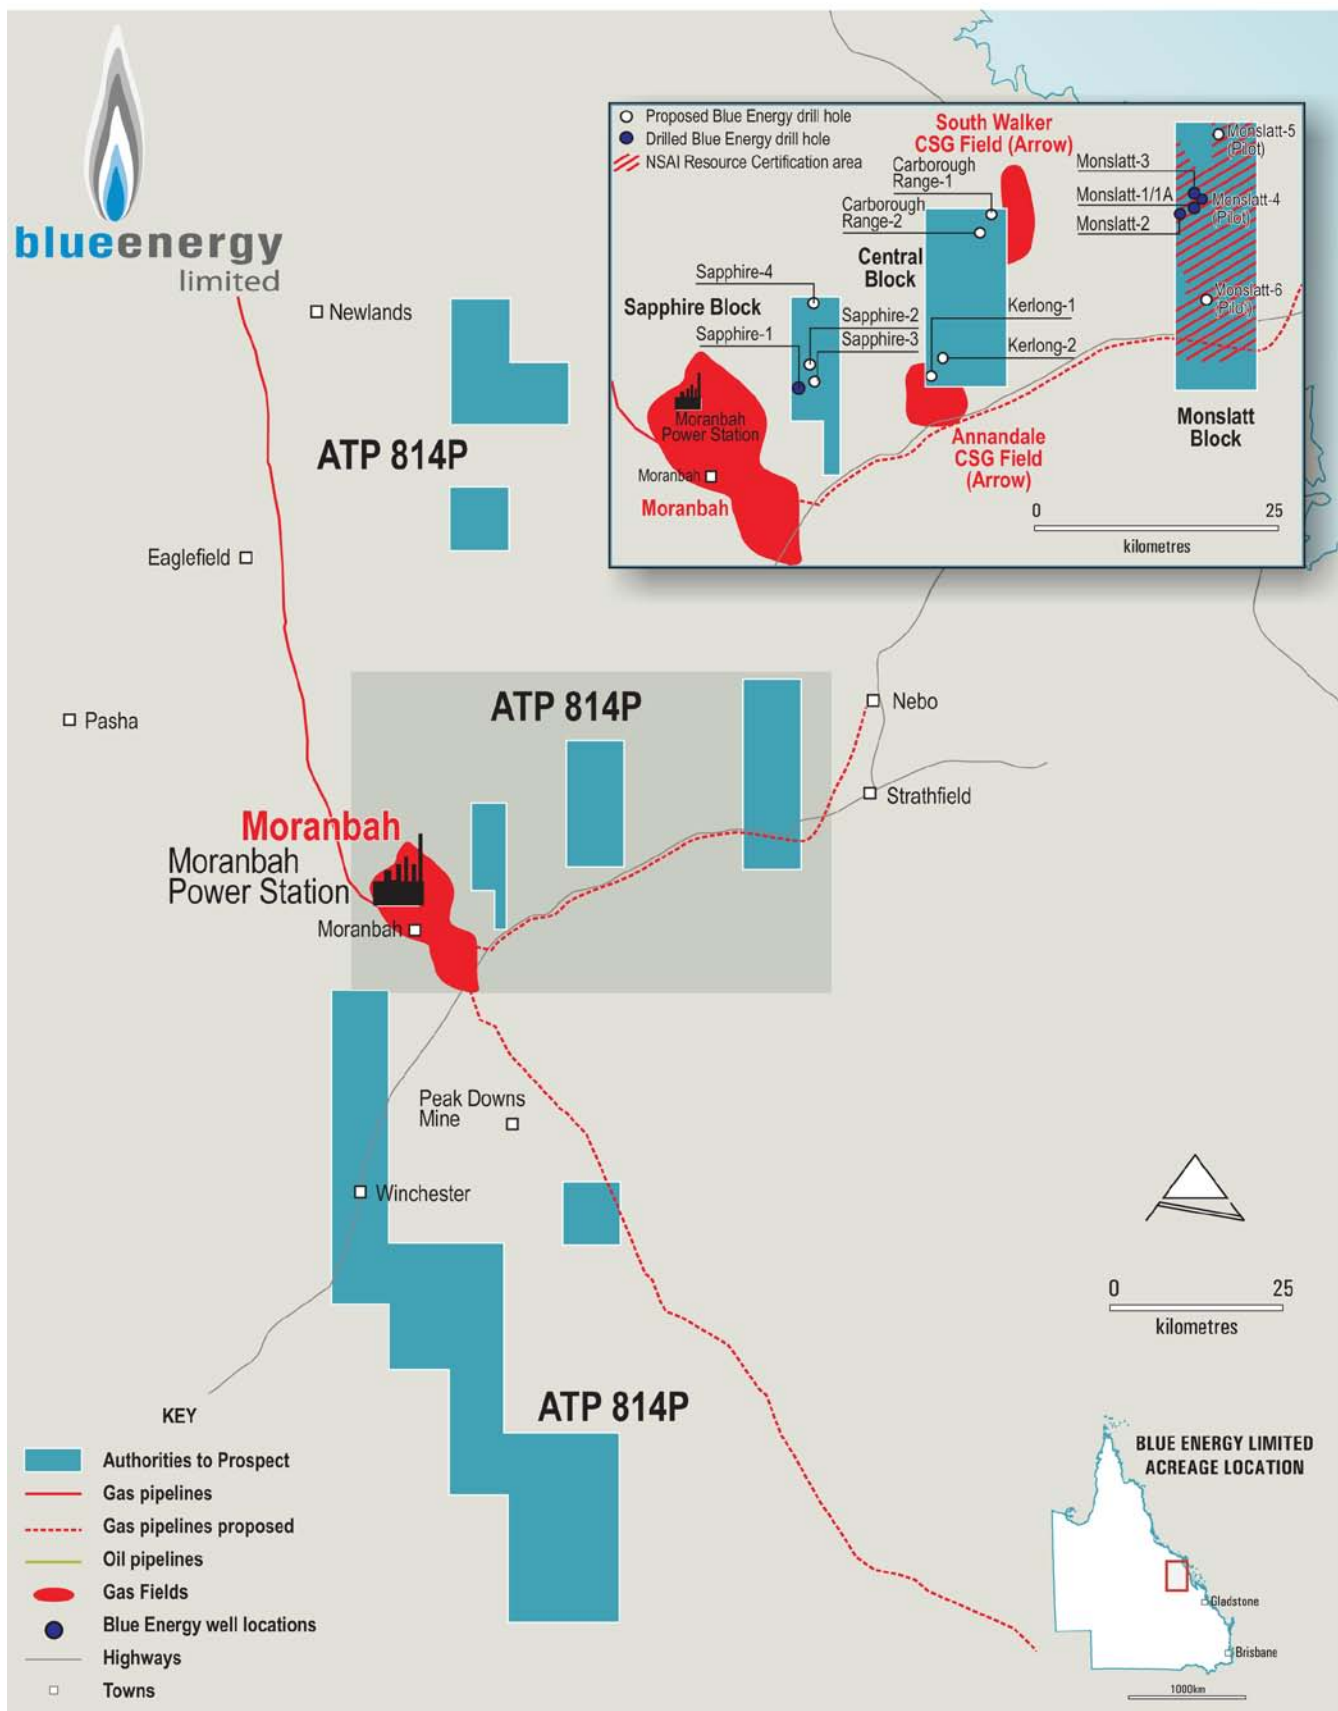 blueenergy
limited
Proposed Blue Energy drill hole
Drilled Blue Energy drill hole
NSAI Resource Certification area
South Walker
CSG Field (Arrow)
Carborough
Range-1
Carborough
Range-2
Central
Block
Monslatt-5
(Pilot)
Monslatt-3
Monslatt-1/1A
Monslatt-4
(Pilot)
Monslatt-2
Monslatt-6
(Pilot)
Sapphire-4
Sapphire Block
Sapphire-2
Sapphire-1
Sapphire-3
Kerlong-1
Kerlong-2
Moranbah
Power Station
Moranbah
Moranbah
Annandale
CSG Field
(Arrow)
Monslatt
Block
0 25
kilometres
Newlands
ATP 814P
Eaglefield
Pasha
ATP 814P
Nebo
Strathfield
Moranbah
Moranbah
Power Station
Moranbah
Peak Downs
Mine
Winchester
0 25
kilometres
ATP 814P
KEY
Authorities to Prospect
Gas pipelines
Gas pipelines proposed
Oil pipelines
Gas Fields
Blue Energy well locations
Highways
Towns
BLUE ENERGY LIMITED
ACREAGE LOCATION
Gladstone
Brisbane
1000km